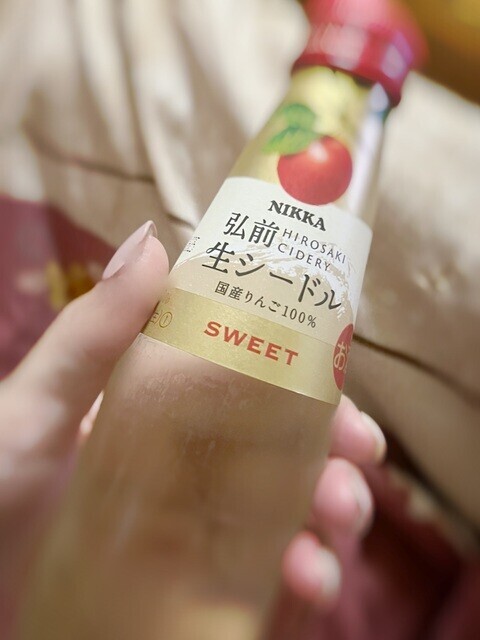 NIKKA
弘前
HIROSAKI
CIDERY
生シードル
国産りんご100%
SWEET
お